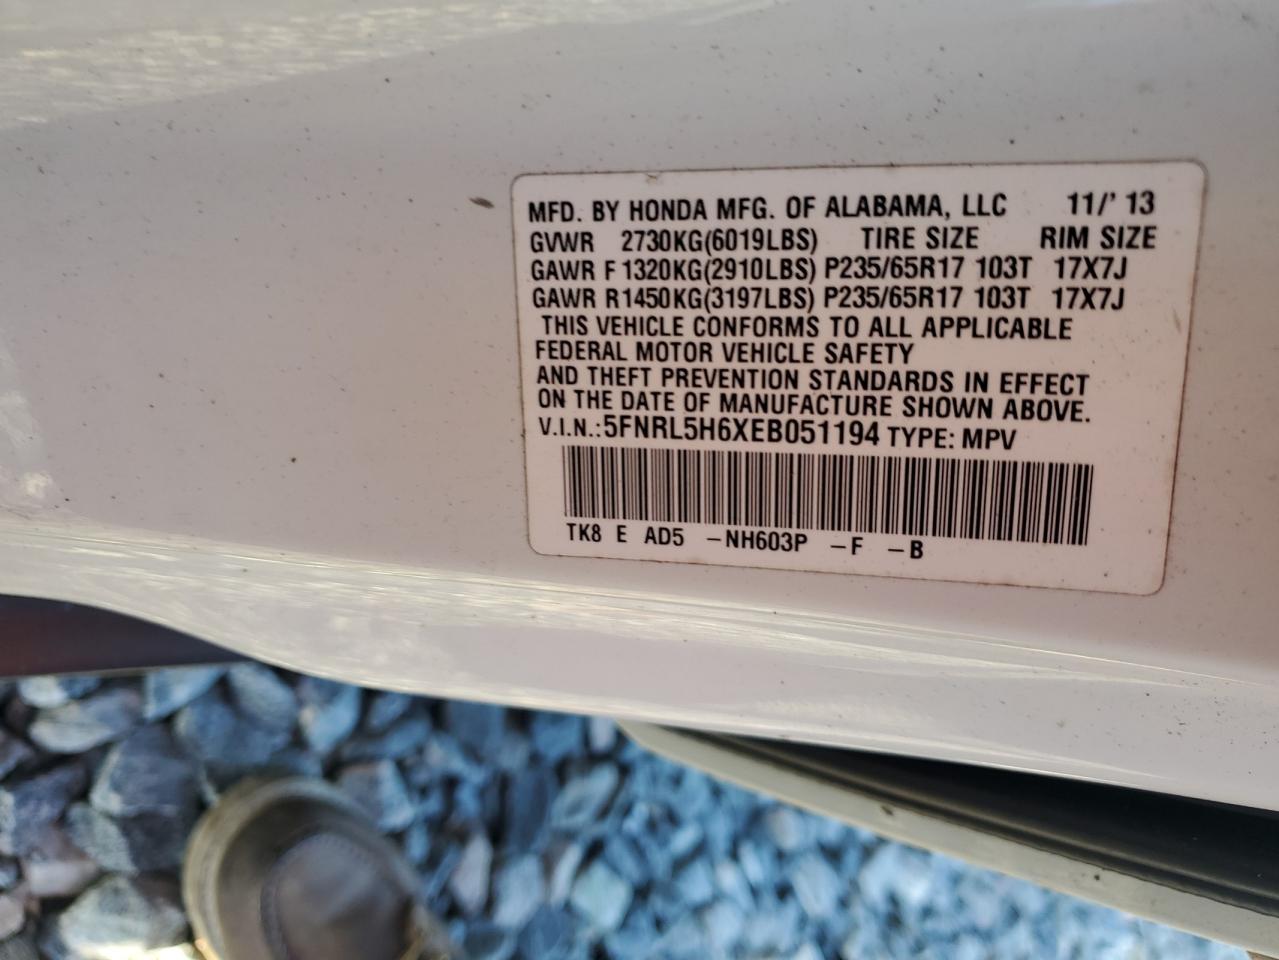 MFD. BY HONDA MFG. OF ALABAMA, LLC 11/' 13
GVWR 2730KG(6019LBS) TIRE SIZE RIM SIZE
GAWR F 1320KG(2910LBS) P235/65R17 103T 17X7J
GAWR R1450KG(3197LBS) P235/65R17 103T 17X7J
THIS VEHICLE CONFORMS TO ALL APPLICABLE
FEDERAL MOTOR VEHICLE SAFETY
AND THEFT PREVENTION STANDARDS IN EFFECT
ON THE DATE OF MANUFACTURE SHOWN ABOVE.
V.I.N.:5FNRL5H6XEB051194 TYPE: MPV
TK8 E AD5 -NH603P -F -B